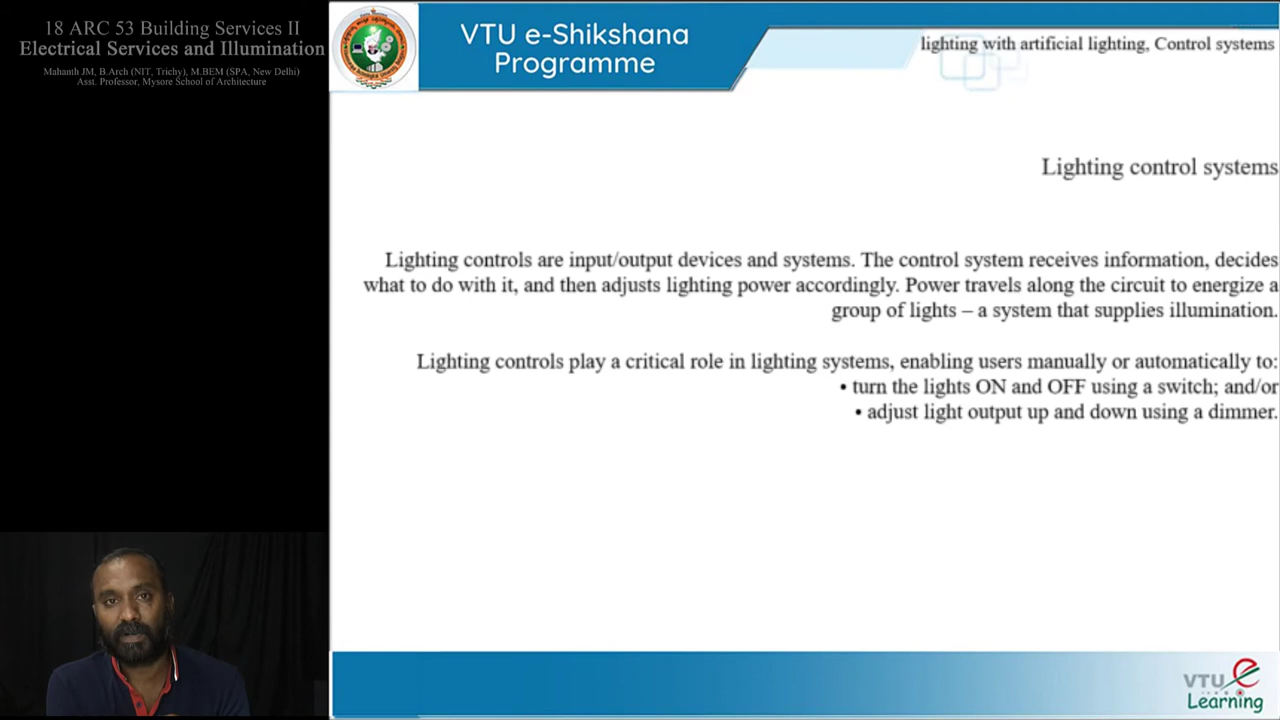 18 ARC 53 Building Services II
Electrical Services and Illumination
Mahanth JM, B.Arch (NIT, Trichy), M.BEM (SPA, New Delhi)
Asst. Professor, Mysore School of Architecture
VTU e-Shikshana
Programme
lighting with artificial lighting, Control systems
Lighting control systems
Lighting controls are input/output devices and systems. The control system receives information, decides
what to do with it, and then adjusts lighting power accordingly. Power travels along the circuit to energize a
group of lights – a system that supplies illumination.
Lighting controls play a critical role in lighting systems, enabling users manually or automatically to:
• turn the lights ON and OFF using a switch; and/or
• adjust light output up and down using a dimmer.
VTU e
Learning